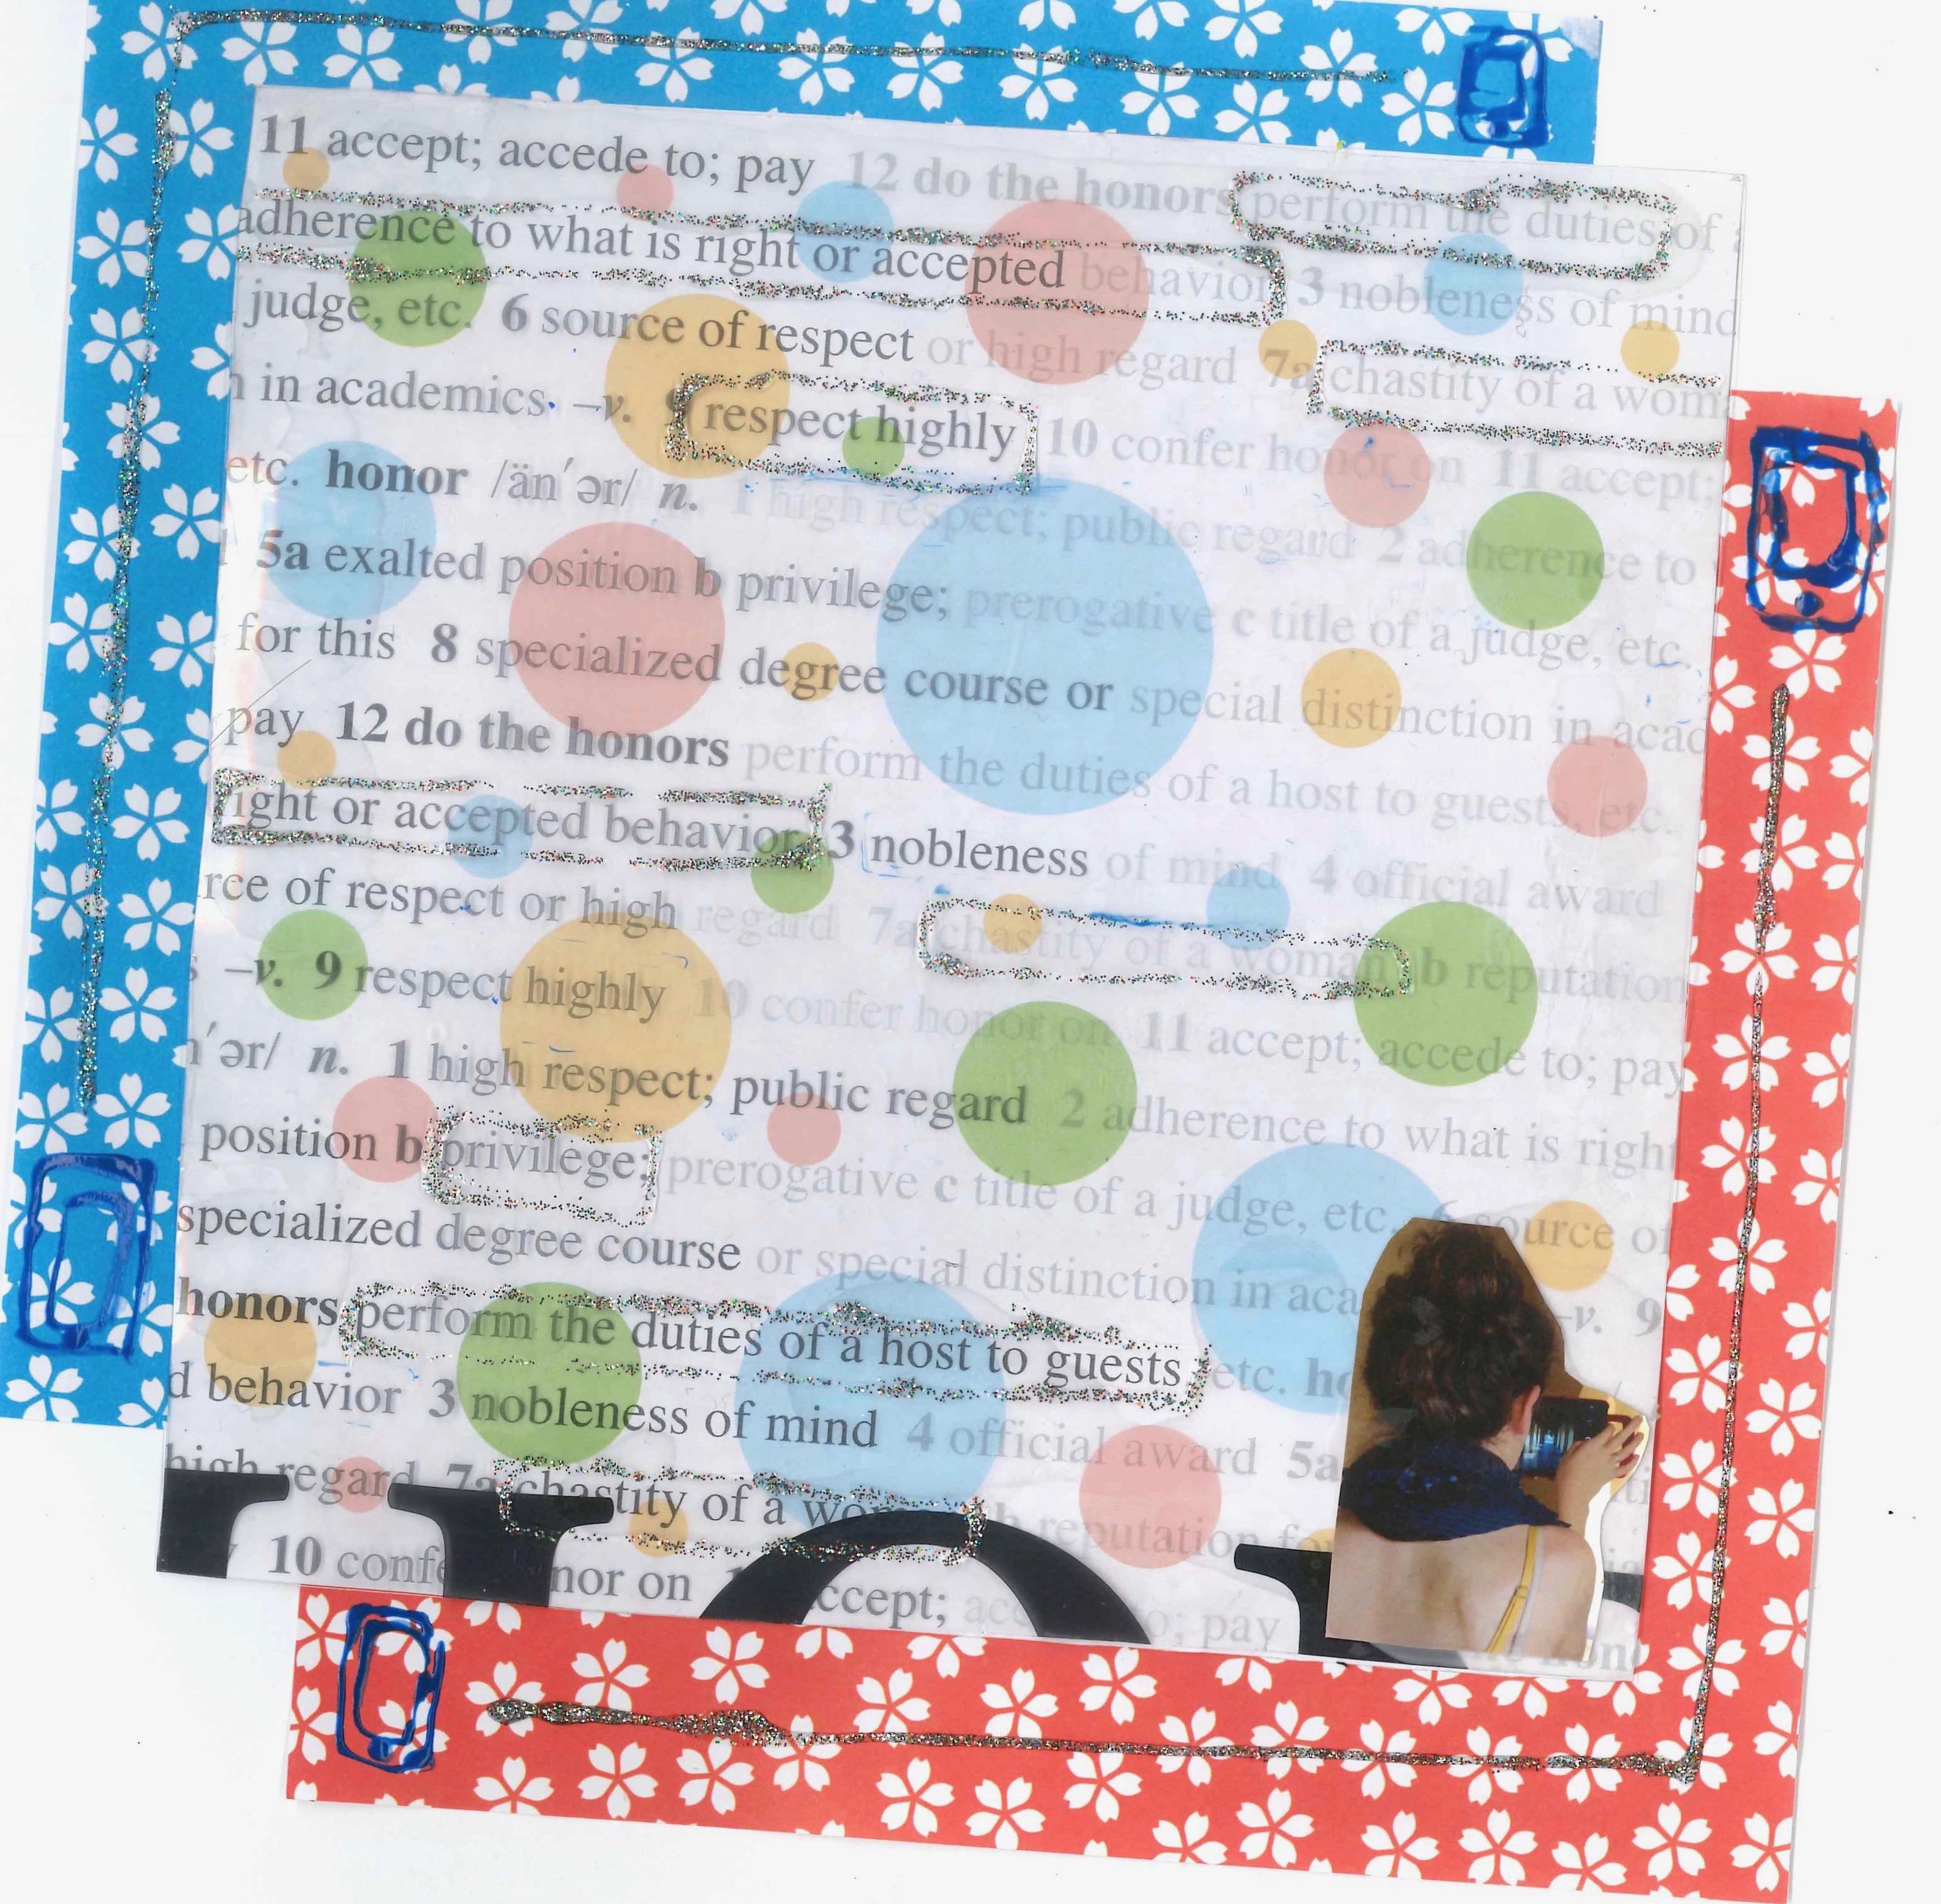 11 accept; accede to; pay 12 do the honors perform the duties of
adherence to what is right or accepted behavior 3 nobleness of mind
judge, etc. 6 source of respect or high regard 7a chastity of a
in academics –v. 9 respect highly 10 confer honor on 11 accept;
etc. honor /än′ər/ n. 1 high respect; public regard 2 adherence to
5a exalted position b privilege; prerogative c title of a judge, etc.
for this 8 specialized degree course or special distinction in acad
pay 12 do the honors perform the duties of a host to guests, etc.
right or accepted behavior 3 nobleness of mind 4 official award
rce of respect or high regard 7a chastity of a woman b reputation
s –v. 9 respect highly 10 confer honor on 11 accept; accede to; pay
n′ər/ n. 1 high respect; public regard 2 adherence to what is right
position b privilege; prerogative c title of a judge, etc. 6 source of
specialized degree course or special distinction in aca –v. 9
honors perform the duties of a host to guests, etc. ho
d behavior 3 nobleness of mind 4 official award 5a
high regard 7a chastity of a wom b reputation fo
10 confe nor on ccept; acc to; pay